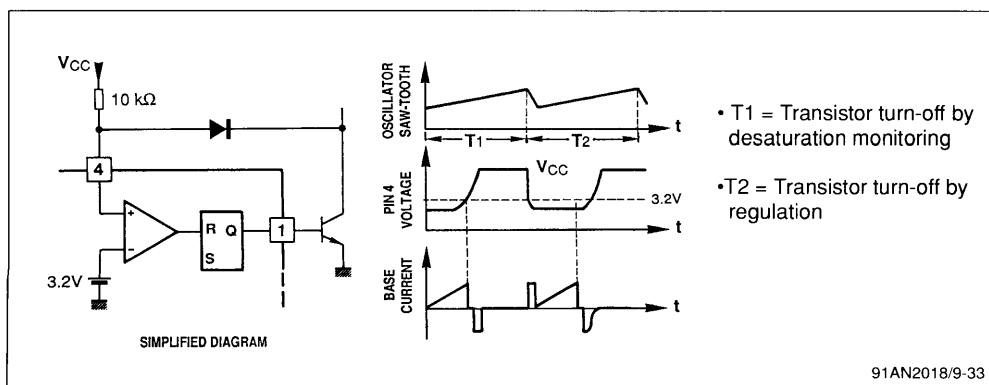 VCC
10 kΩ
4
+
−
R Q
S
1
3.2V
SIMPLIFIED DIAGRAM
OSCILLATOR
SAW-TOOTH
T1
T2
t
PIN 4
VOLTAGE
VCC
3.2V
t
BASE
CURRENT
t
• T1 = Transistor turn-off by
desaturation monitoring
•T2 = Transistor turn-off by
regulation
91AN2018/9-33